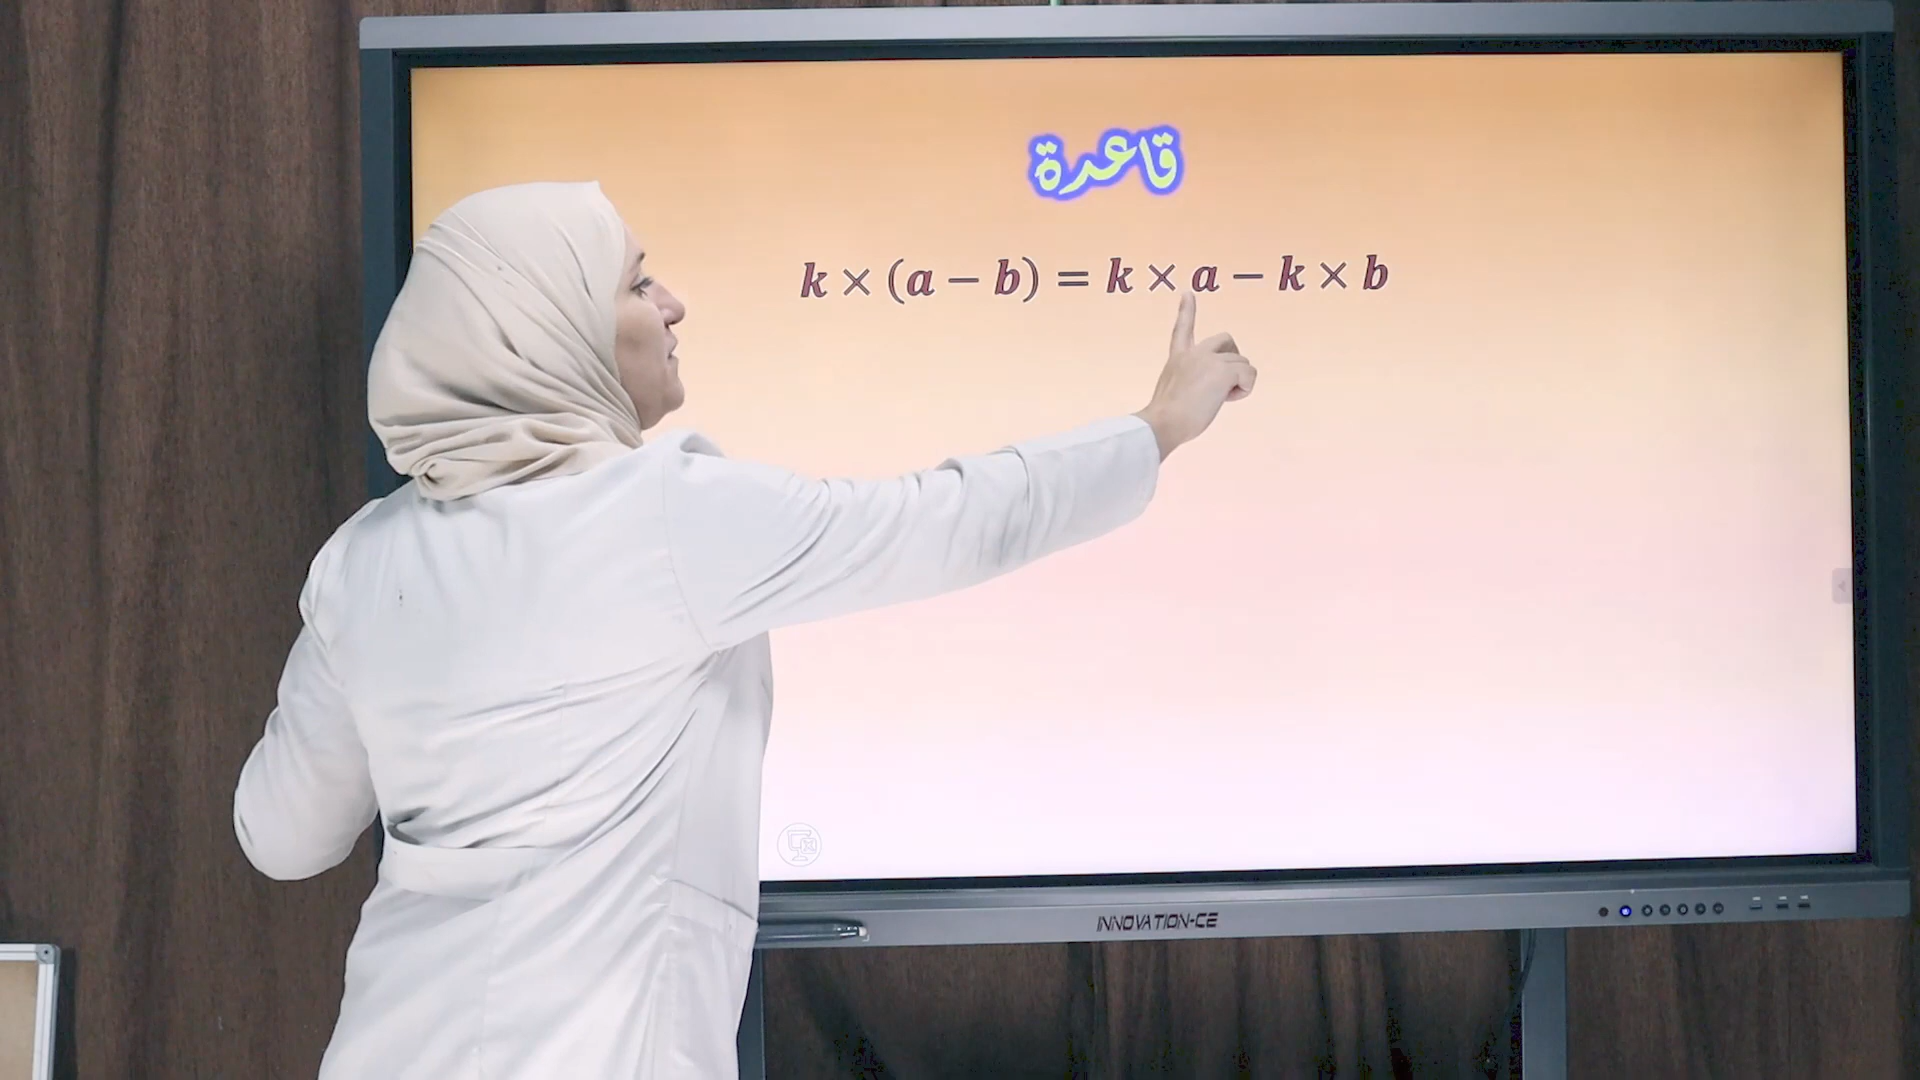 قاعدة
k × (a − b) = k × a − k × b
INNOVATION-CE